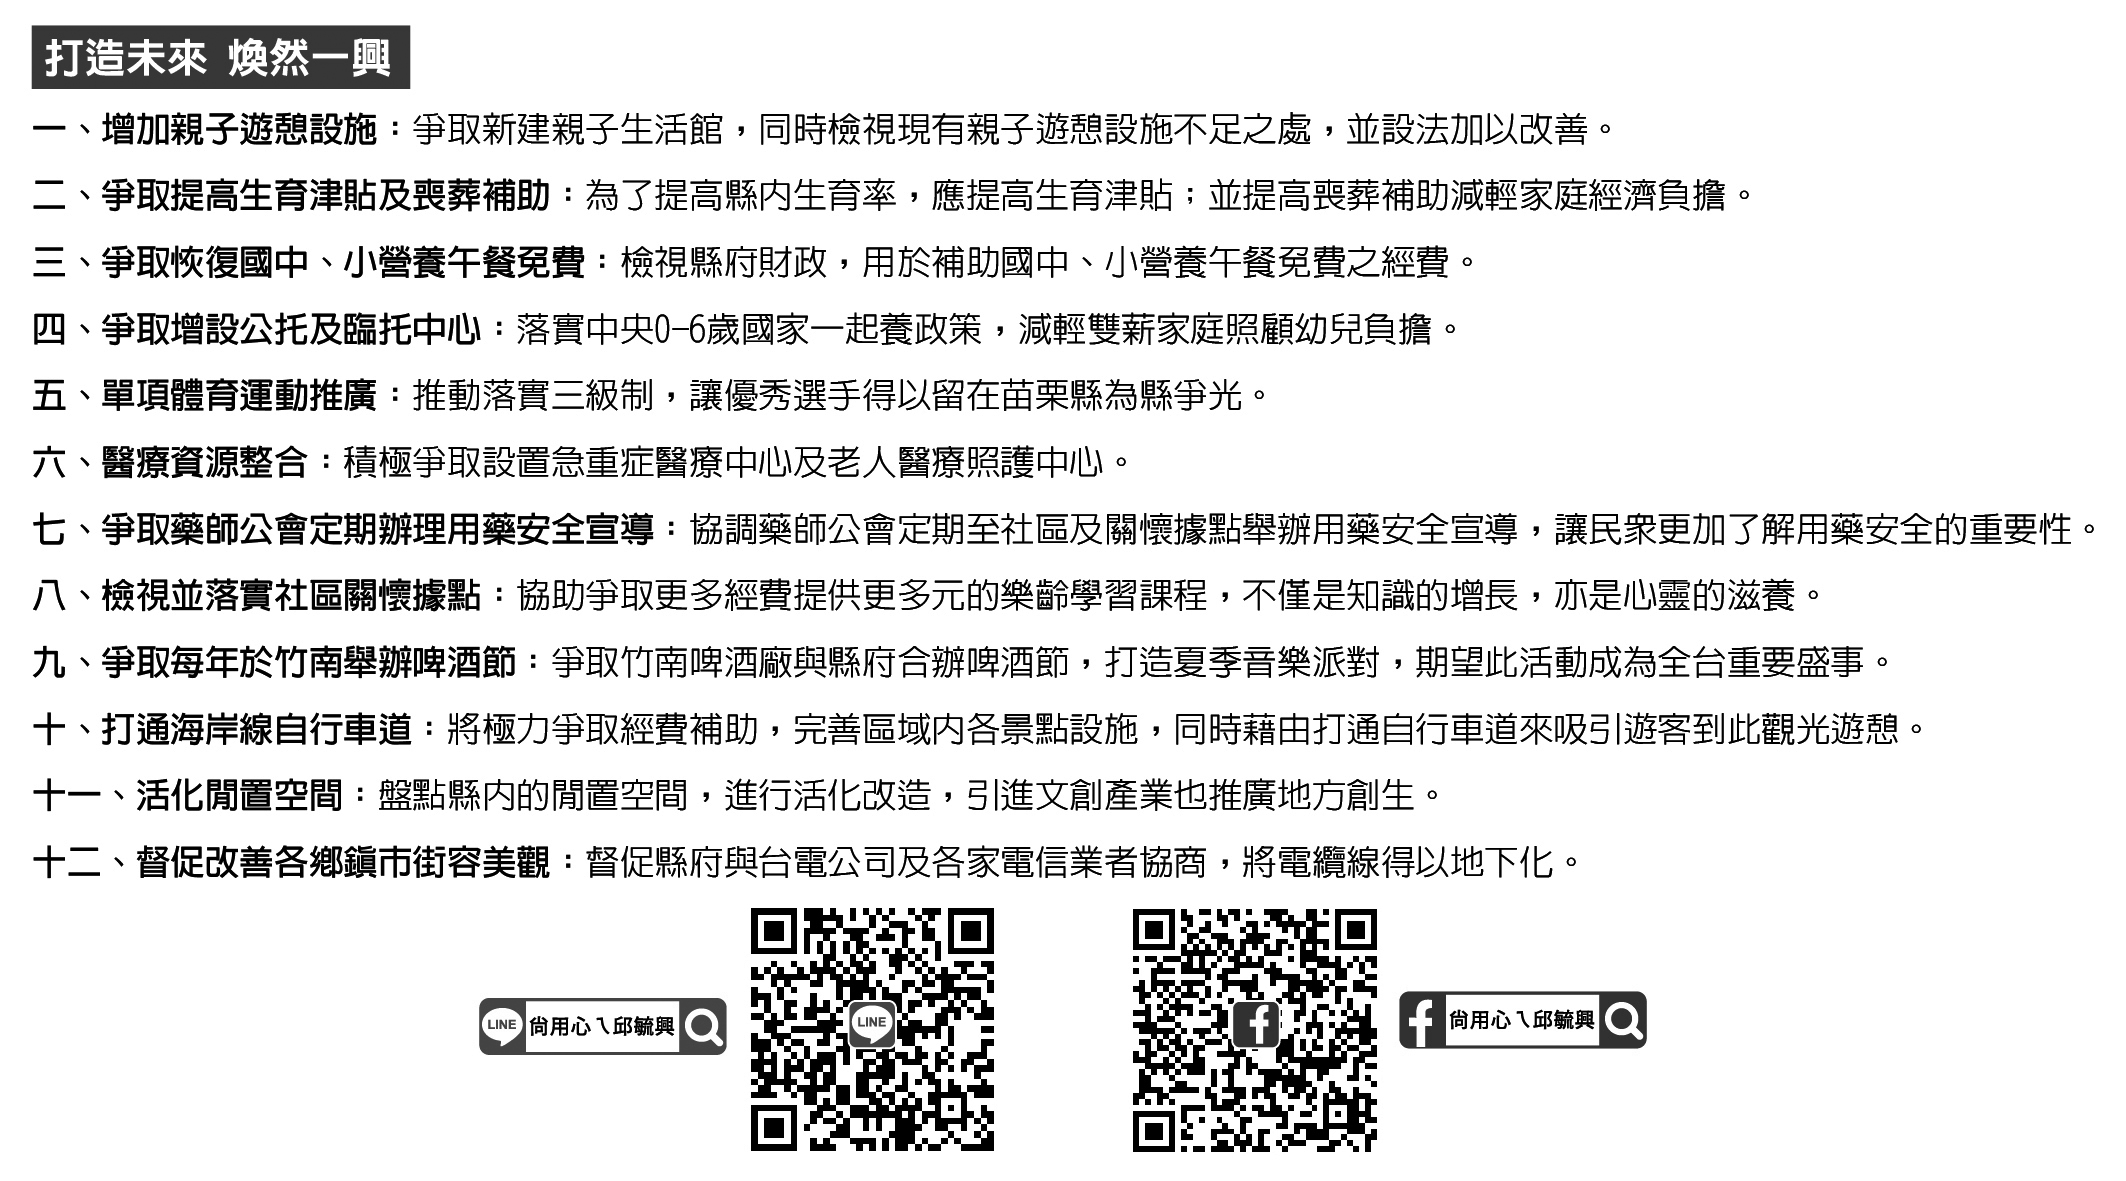 打造未來 煥然一興
一、增加親子遊憩設施：爭取新建親子生活館，同時檢視現有親子遊憩設施不足之處，並設法加以改善。
二、爭取提高生育津貼及喪葬補助：為了提高縣內生育率，應提高生育津貼；並提高喪葬補助減輕家庭經濟負擔。
三、爭取恢復國中、小營養午餐免費：檢視縣府財政，用於補助國中、小營養午餐免費之經費。
四、爭取增設公托及臨托中心：落實中央0-6歲國家一起養政策，減輕雙薪家庭照顧幼兒負擔。
五、單項體育運動推廣：推動落實三級制，讓優秀選手得以留在苗栗縣為縣爭光。
六、醫療資源整合：積極爭取設置急重症醫療中心及老人醫療照護中心。
七、爭取藥師公會定期辦理用藥安全宣導：協調藥師公會定期至社區及關懷據點舉辦用藥安全宣導，讓民眾更加了解用藥安全的重要性。
八、檢視並落實社區關懷據點：協助爭取更多經費提供更多元的樂齡學習課程，不僅是知識的增長，亦是心靈的滋養。
九、爭取每年於竹南舉辦啤酒節：爭取竹南啤酒廠與縣府合辦啤酒節，打造夏季音樂派對，期望此活動成為全台重要盛事。
十、打通海岸線自行車道：將極力爭取經費補助，完善區域內各景點設施，同時藉由打通自行車道來吸引遊客到此觀光遊憩。
十一、活化閒置空間：盤點縣內的閒置空間，進行活化改造，引進文創產業也推廣地方創生。
十二、督促改善各鄉鎮市街容美觀：督促縣府與台電公司及各家電信業者協商，將電纜線得以地下化。
LINE 尚用心ㄟ邱毓興
LINE
尚用心ㄟ邱毓興